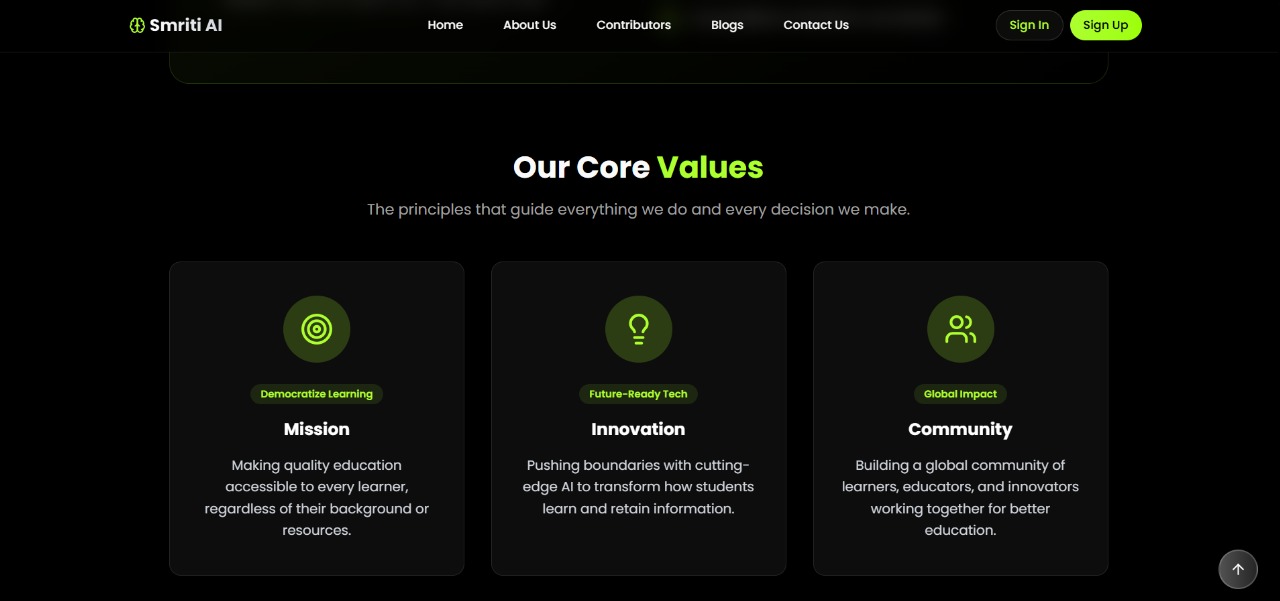 Smriti AI
Home
About Us
Contributors
Blogs
Contact Us
Sign In
Sign Up
Our Core Values
The principles that guide everything we do and every decision we make.
Democratize Learning
Mission
Making quality education
accessible to every learner,
regardless of their background or
resources.
Future-Ready Tech
Innovation
Pushing boundaries with cutting-
edge AI to transform how students
learn and retain information.
Global Impact
Community
Building a global community of
learners, educators, and innovators
working together for better
education.